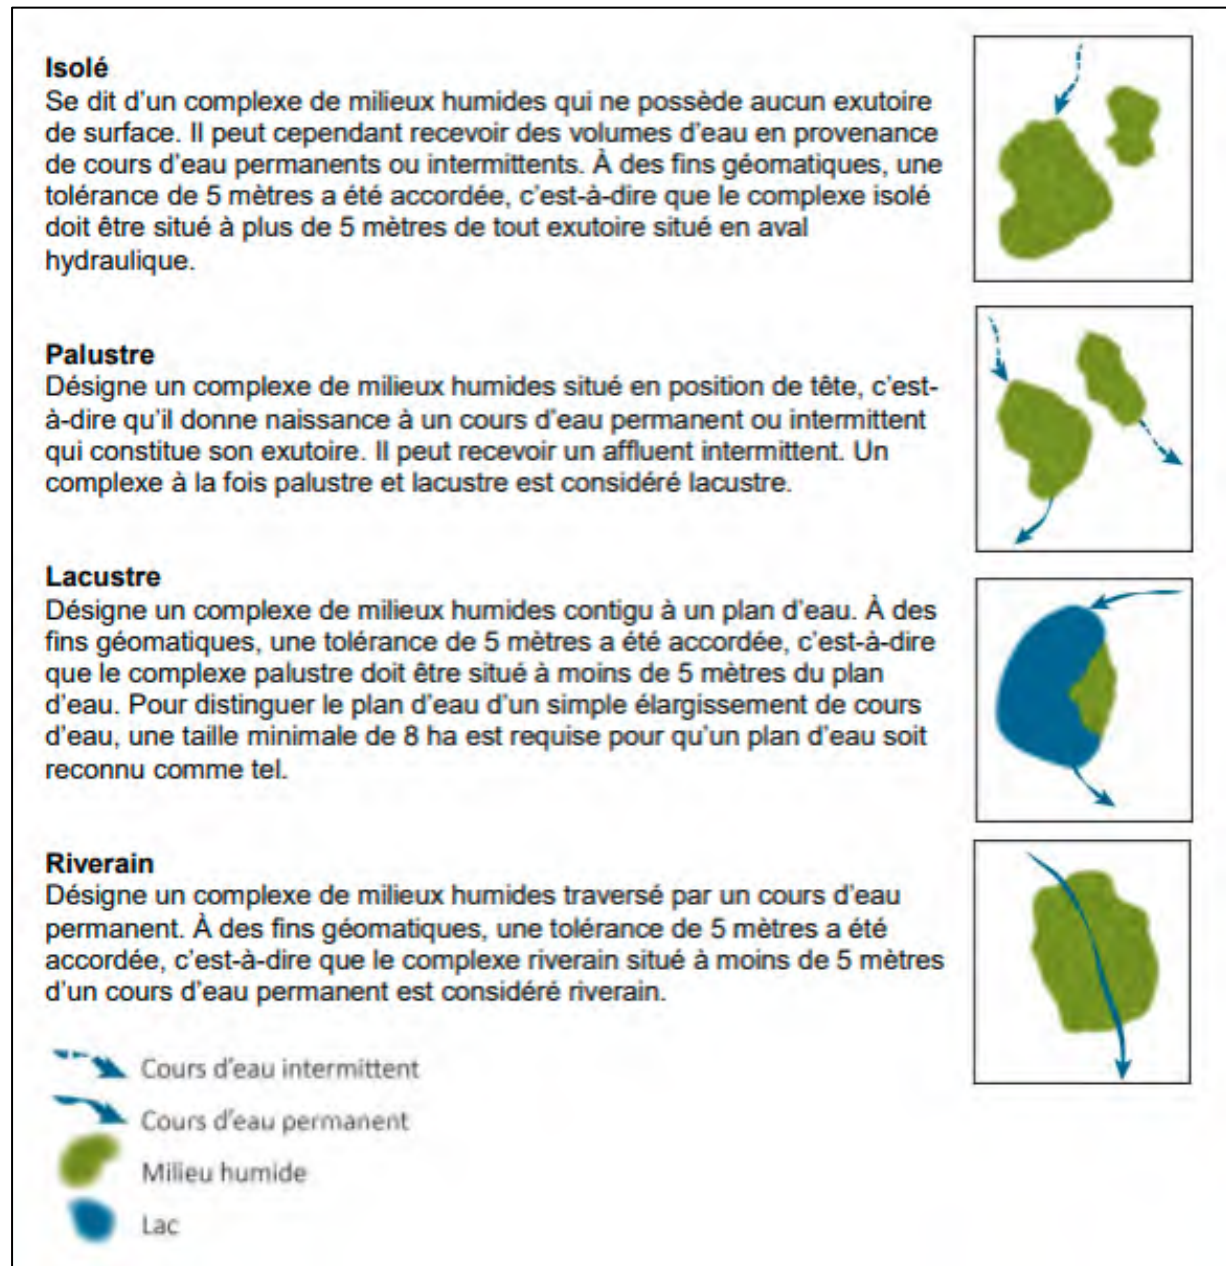 Isolé
Se dit d'un complexe de milieux humides qui ne possède aucun exutoire
de surface. Il peut cependant recevoir des volumes d'eau en provenance
de cours d'eau permanents ou intermittents. À des fins géomatiques, une
tolérance de 5 mètres a été accordée, c'est-à-dire que le complexe isolé
doit être situé à plus de 5 mètres de tout exutoire situé en aval
hydraulique.
Palustre
Désigne un complexe de milieux humides situé en position de tête, c'est-
à-dire qu'il donne naissance à un cours d'eau permanent ou intermittent
qui constitue son exutoire. Il peut recevoir un affluent intermittent. Un
complexe à la fois palustre et lacustre est considéré lacustre.
Lacustre
Désigne un complexe de milieux humides contigu à un plan d'eau. À des
fins géomatiques, une tolérance de 5 mètres a été accordée, c'est-à-dire
que le complexe palustre doit être situé à moins de 5 mètres du plan
d'eau. Pour distinguer le plan d'eau d'un simple élargissement de cours
d'eau, une taille minimale de 8 ha est requise pour qu'un plan d'eau soit
reconnu comme tel.
Riverain
Désigne un complexe de milieux humides traversé par un cours d'eau
permanent. À des fins géomatiques, une tolérance de 5 mètres a été
accordée, c'est-à-dire que le complexe riverain situé à moins de 5 mètres
d'un cours d'eau permanent est considéré riverain.
Cours d'eau intermittent
Cours d'eau permanent
Milieu humide
Lac